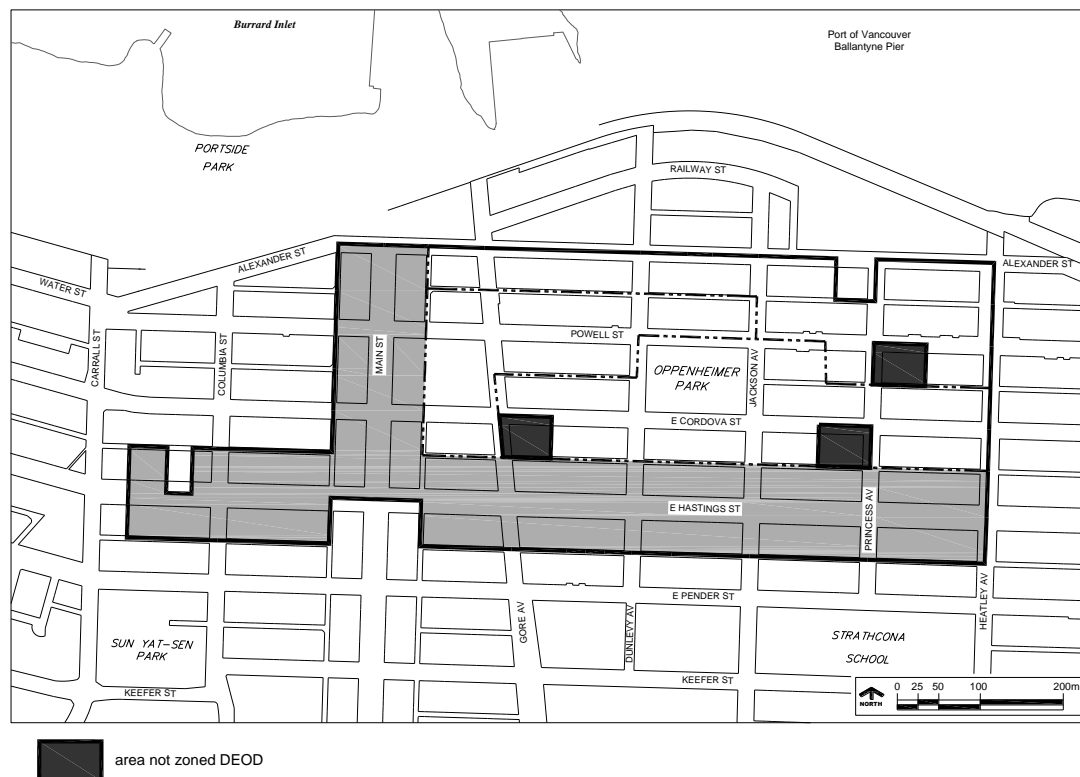 Burrard Inlet
Port of Vancouver
Ballantyne Pier
PORTSIDE
PARK
RAILWAY ST
ALEXANDER ST
ALEXANDER ST
WATER ST
CARRALL ST
COLUMBIA ST
MAIN ST
POWELL ST
JACKSON AV
OPPENHEIMER
PARK
E CORDOVA ST
E HASTINGS ST
PRINCESS AV
E PENDER ST
GORE AV
DUNLEVY AV
HEATLEY AV
SUN YAT-SEN
PARK
STRATHCONA
SCHOOL
KEEFER ST
KEEFER ST
NORTH
0 25 50 100 200m
area not zoned DEOD